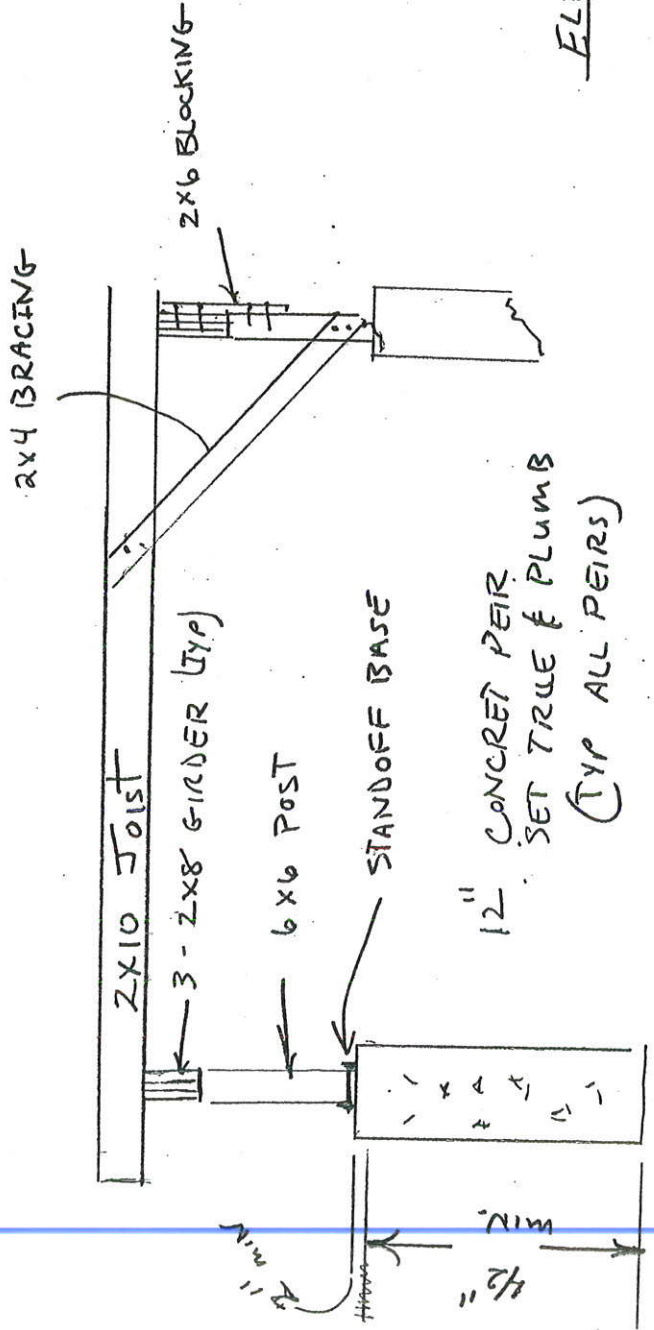 2X4 BRACING
2X6 BLOCKING
2X10 JOIST
3 - 2X8 GIRDER (TYP)
6X6 POST
STANDOFF BASE
12" CONCRET PEIR
SET TRUE & PLUMB
(TYP ALL PEIRS)
42"
MIN